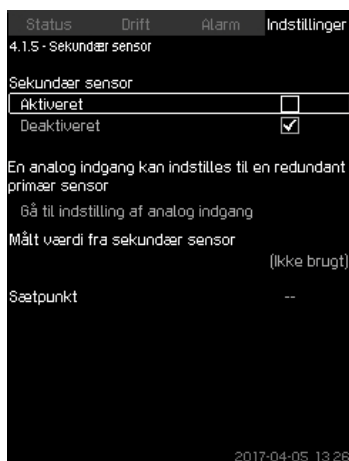 Status Drift Alarm Indstillinger
4.1.5 - Sekundær sensor
Sekundær sensor
Aktiveret
Deaktiveret
En analog indgang kan indstilles til en redundant
primær sensor
Gå til indstilling af analog indgang
Målt værdi fra sekundær sensor
(Ikke brugt)
Sætpunkt --
2017-04-05 13:26